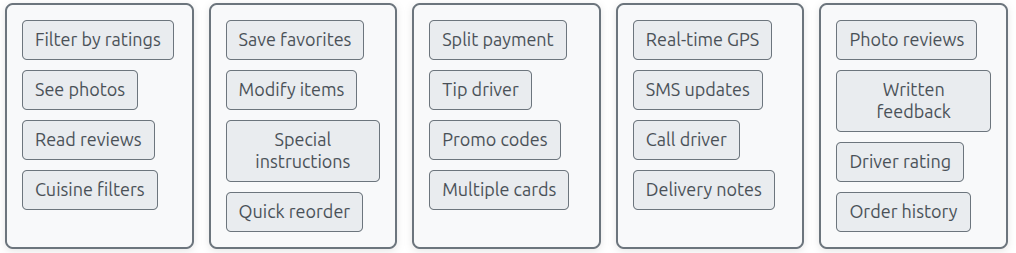 Filter by ratings
See photos
Read reviews
Cuisine filters
Save favorites
Modify items
Special
instructions
Quick reorder
Split payment
Tip driver
Promo codes
Multiple cards
Real-time GPS
SMS updates
Call driver
Delivery notes
Photo reviews
Written
feedback
Driver rating
Order history